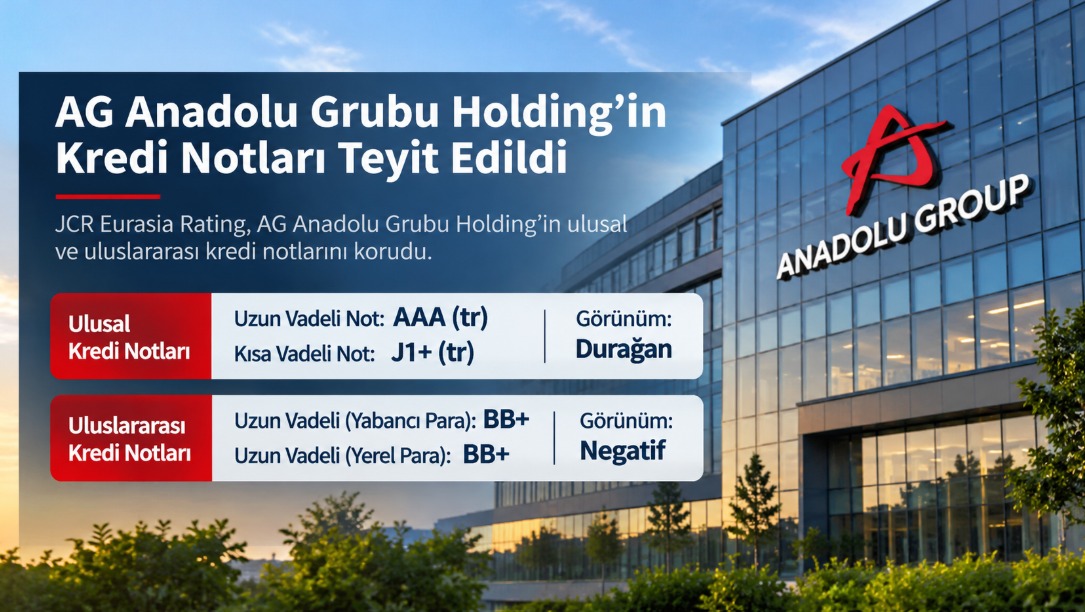 AG Anadolu Grubu Holding’in
Kredi Notları Teyit Edildi
JCR Eurasia Rating, AG Anadolu Grubu Holding’in ulusal
ve uluslararası kredi notlarını korudu.
Ulusal
Kredi Notları
Uzun Vadeli Not: AAA (tr)
Kısa Vadeli Not: J1+ (tr)
Görünüm:
Durağan
Uluslararası
Kredi Notları
Uzun Vadeli (Yabancı Para): BB+
Uzun Vadeli (Yerel Para): BB+
Görünüm:
Negatif
ANADOLU GROUP